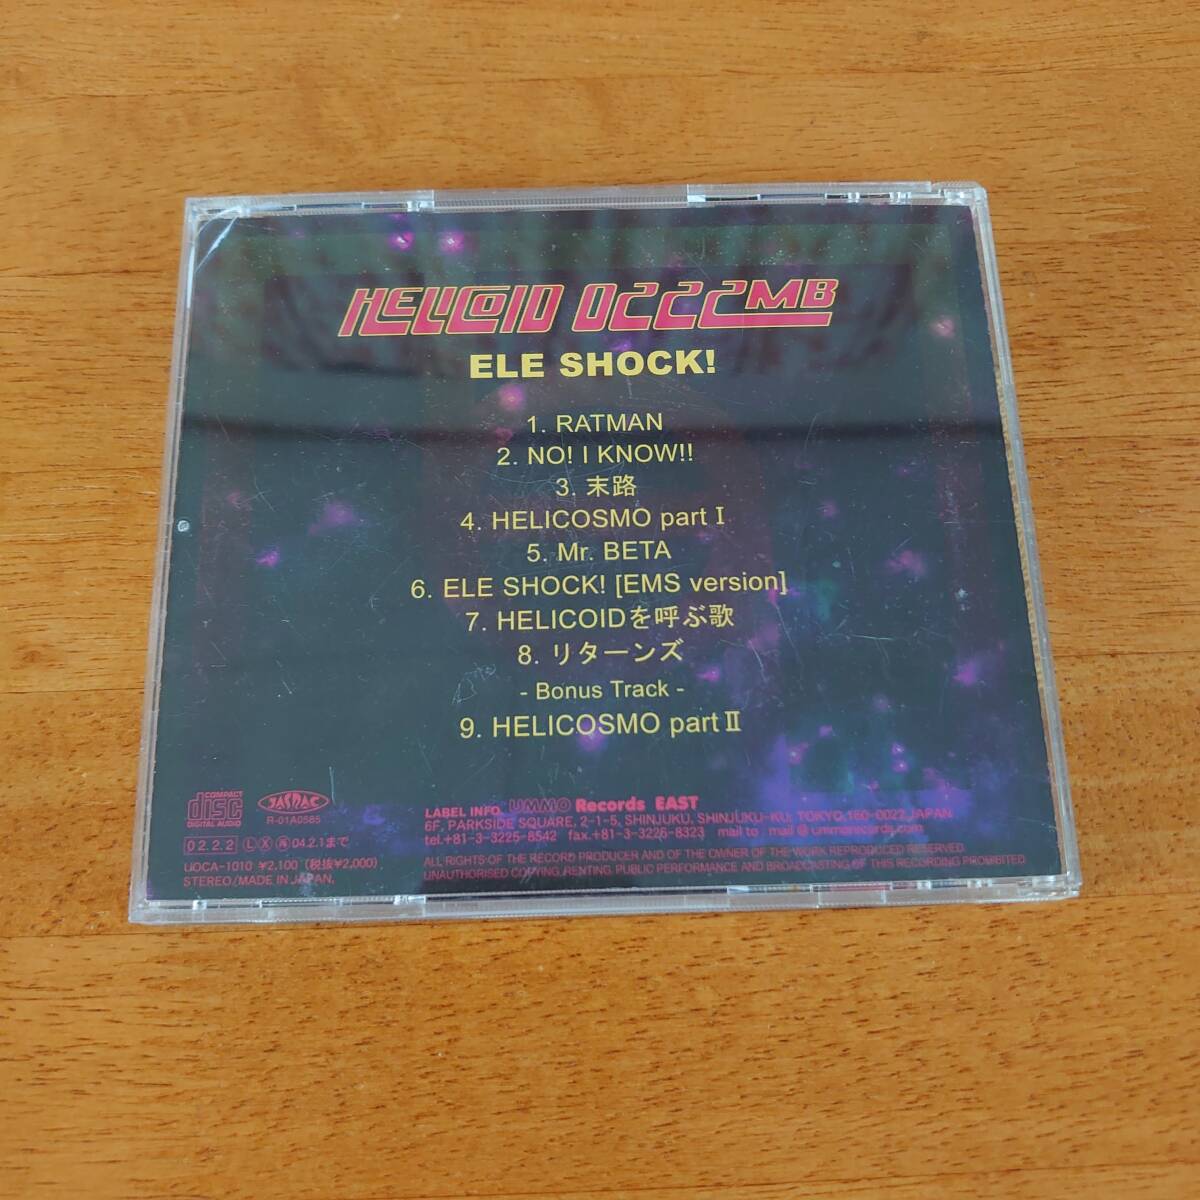 HELICOID 0222MB
ELE SHOCK!
1. RATMAN
2. NO! I KNOW!!
3. 末路
4. HELICOSMO part Ⅰ
5. Mr. BETA
6. ELE SHOCK! [EMS version]
7. HELICOIDを呼ぶ歌
8. リターンズ
- Bonus Track -
9. HELICOSMO part Ⅱ
COMPACT
disc
DIGITAL AUDIO
JASRAC
R-01A0585
02.2.2 Ⓛ Ⓧ ㊢04.2.1まで
UOCA-1010 ¥2,100 (税抜¥2,000)
STEREO/MADE IN JAPAN.
LABEL INFO. UMMO Records EAST
6F, PARKSIDE SQUARE, 2-1-5, SHINJUKU, SHINJUKU-KU, TOKYO, 160-0022, JAPAN
tel.+81-3-3225-8542 fax.+81-3-3226-8323 mail to : mail@ummorecords.com
ALL RIGHTS OF THE RECORD PRODUCER AND OF THE OWNER OF THE WORK REPRODUCED RESERVED.
UNAUTHORISED COPYING, RENTING, PUBLIC PERFORMANCE AND BROADCASTING OF THIS RECORDING PROHIBITED